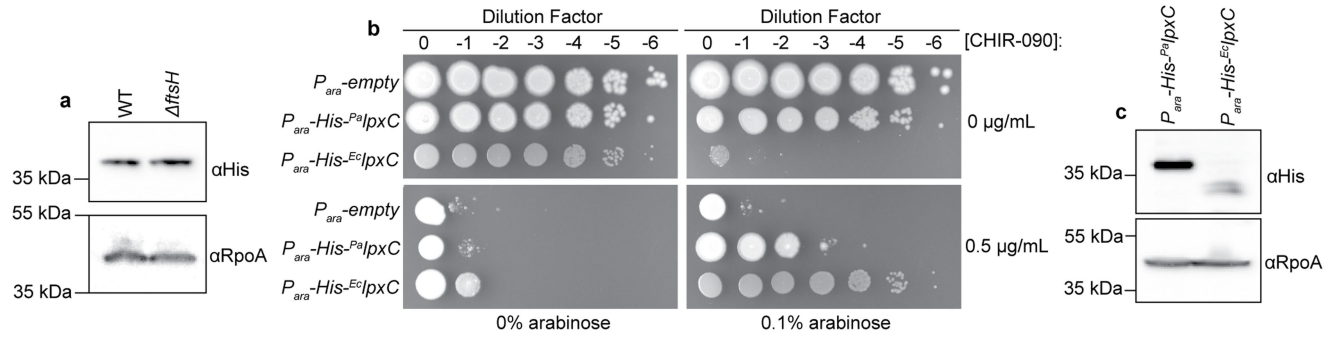 a
WT
ΔftsH
35 kDa
αHis
55 kDa
αRpoA
35 kDa
b
Dilution Factor
Dilution Factor
0 -1 -2 -3 -4 -5 -6
0 -1 -2 -3 -4 -5 -6
[CHIR-090]:
Para-empty
Para-His-PalpxC
0 µg/mL
Para-His-EclpxC
Para-empty
Para-His-PalpxC
0.5 µg/mL
Para-His-EclpxC
0% arabinose
0.1% arabinose
c
Para-His-PalpxC
Para-His-EclpxC
35 kDa
αHis
55 kDa
αRpoA
35 kDa